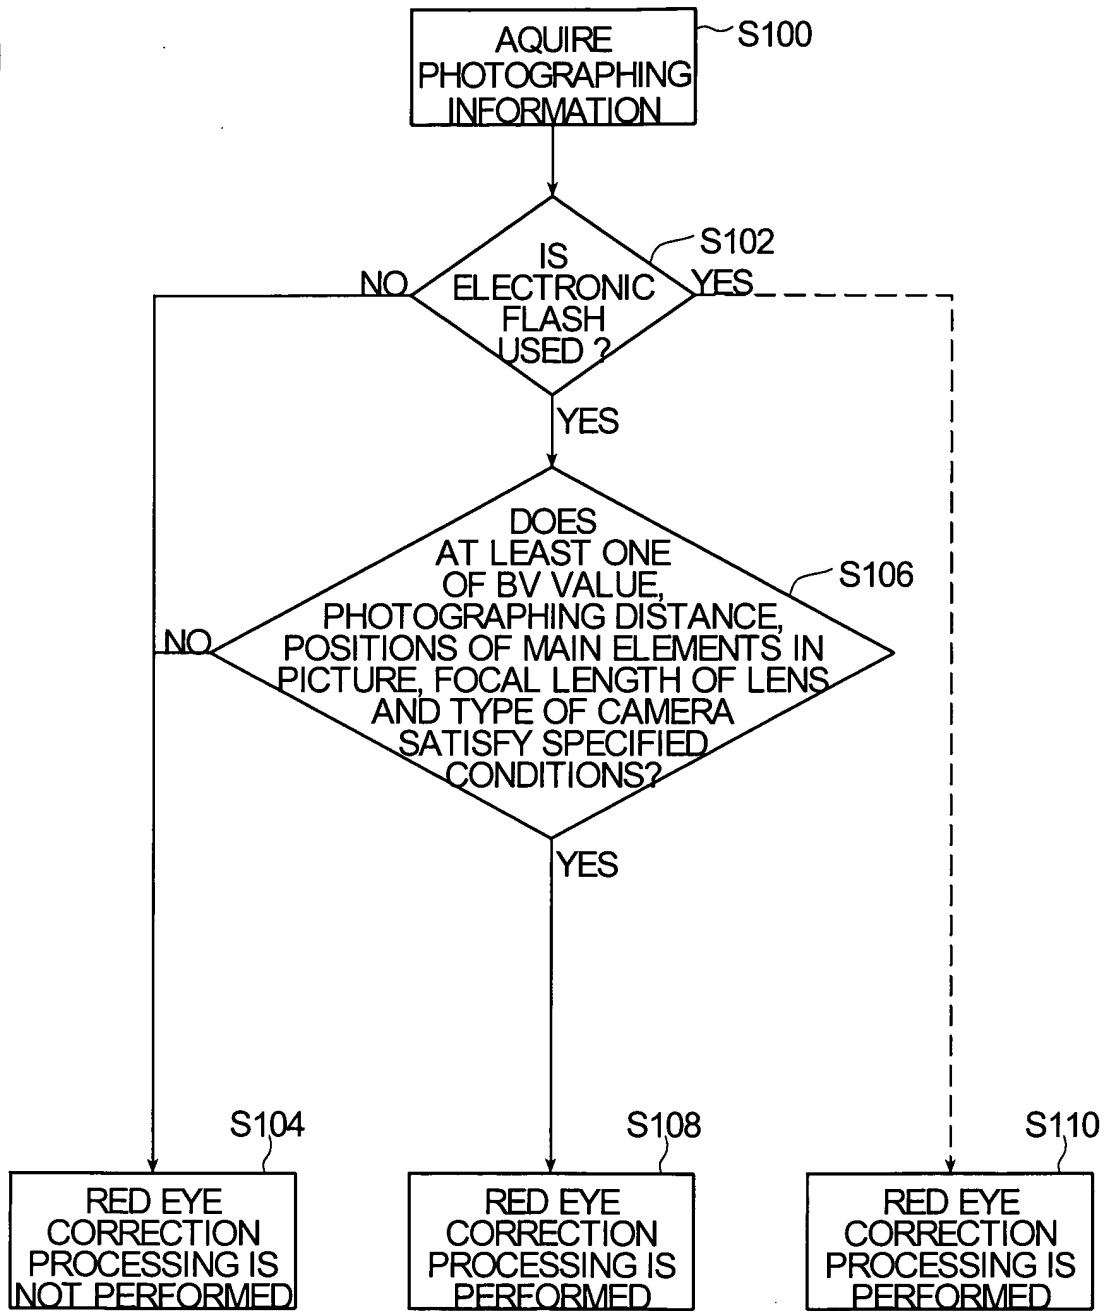 AQUIRE
PHOTOGRAPHING
INFORMATION
S100
IS
ELECTRONIC
FLASH
USED ?
S102
NO
YES
YES
DOES
AT LEAST ONE
OF BV VALUE,
PHOTOGRAPHING DISTANCE,
POSITIONS OF MAIN ELEMENTS IN
PICTURE, FOCAL LENGTH OF LENS
AND TYPE OF CAMERA
SATISFY SPECIFIED
CONDITIONS?
S106
NO
YES
S104
RED EYE
CORRECTION
PROCESSING IS
NOT PERFORMED
S108
RED EYE
CORRECTION
PROCESSING IS
PERFORMED
S110
RED EYE
CORRECTION
PROCESSING IS
PERFORMED